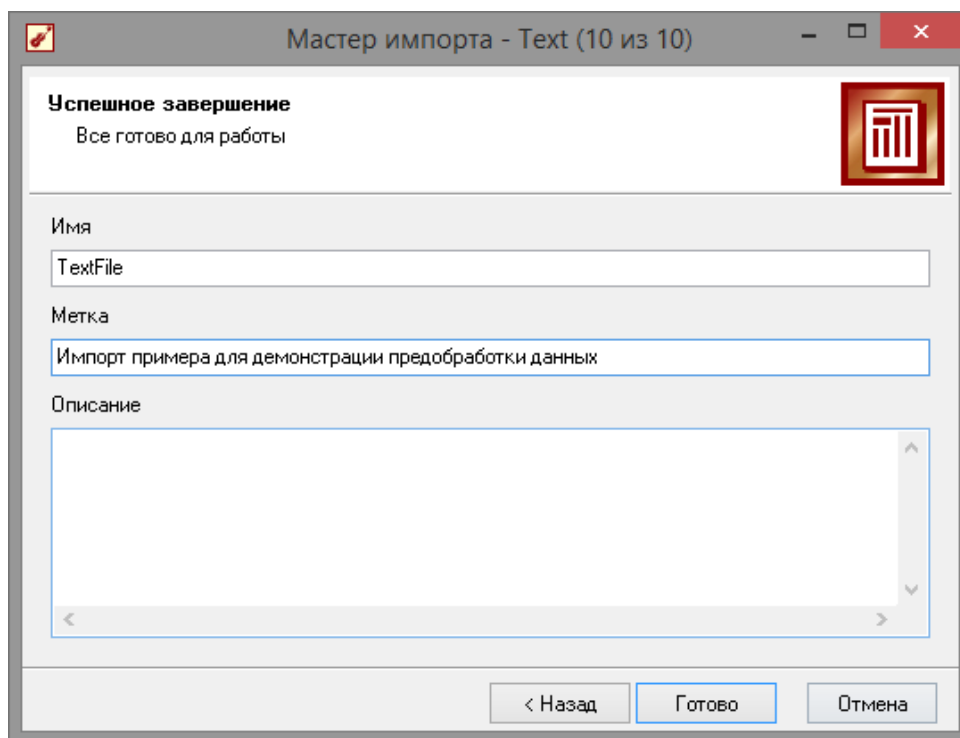 Мастер импорта - Text (10 из 10)
Успешное завершение
Все готово для работы
Имя
TextFile
Метка
Импорт примера для демонстрации предобработки данных
Описание
< Назад
Готово
Отмена